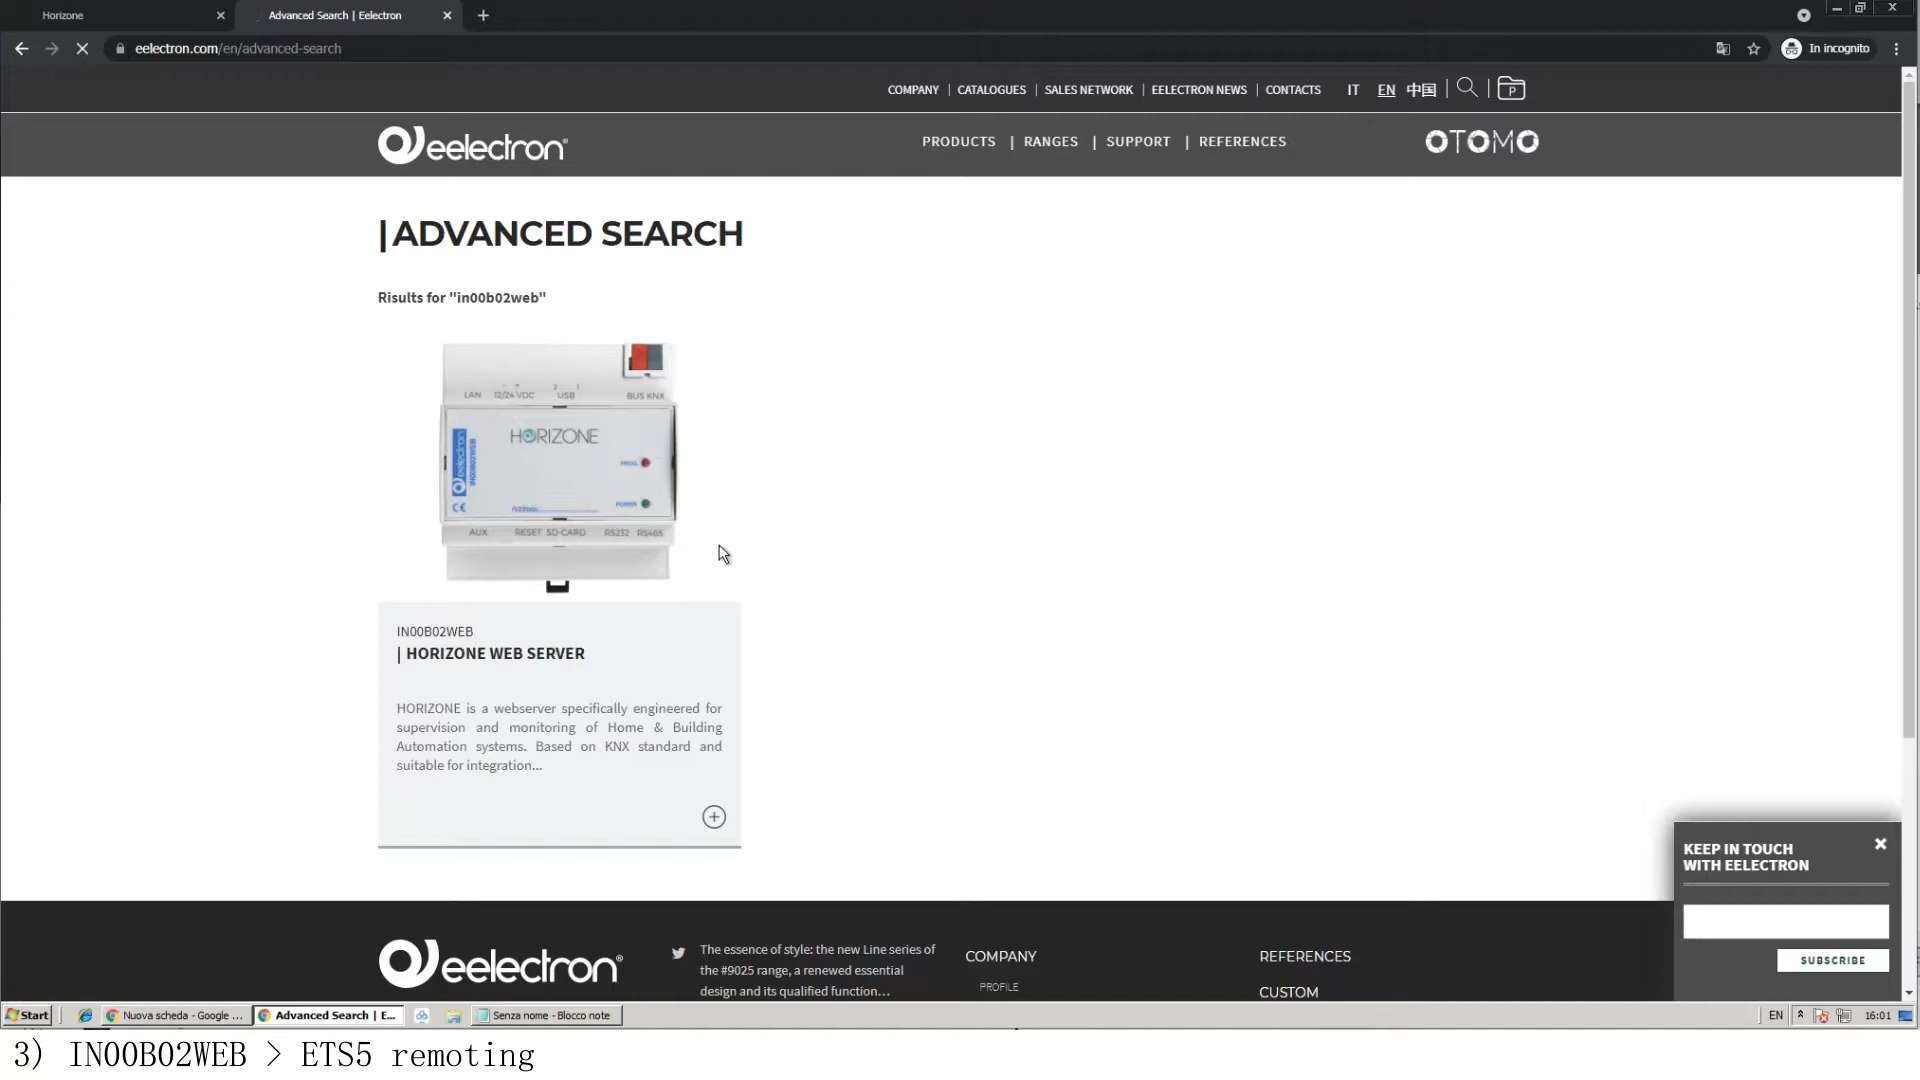 Horizone
Advanced Search | Eelectron
eelectron.com/en/advanced-search
In incognito
COMPANY | CATALOGUES | SALES NETWORK | EELECTRON NEWS | CONTACTS IT EN 中国 | | P
eelectron®
PRODUCTS | RANGES | SUPPORT | REFERENCES
OTOMO
| ADVANCED SEARCH
Risults for "in00b02web"
LAN 12/24 VDC USB BUS KNX
HORIZONE
eelectron
IN00B02WEB
PROG.
POWER
CE
Address:
AUX RESET SD-CARD RS232 RS485
IN00B02WEB
| HORIZONE WEB SERVER
HORIZONE is a webserver specifically engineered for
supervision and monitoring of Home & Building
Automation systems. Based on KNX standard and
suitable for integration...
KEEP IN TOUCH
WITH EELECTRON
SUBSCRIBE
eelectron®
The essence of style: the new Line series of
the #9025 range, a renewed essential
design and its qualified function...
COMPANY
PROFILE
REFERENCES
CUSTOM
Start
Nuova scheda - Google ...
Advanced Search | E...
Senza nome - Blocco note
EN
16:01
3) IN00B02WEB > ETS5 remoting